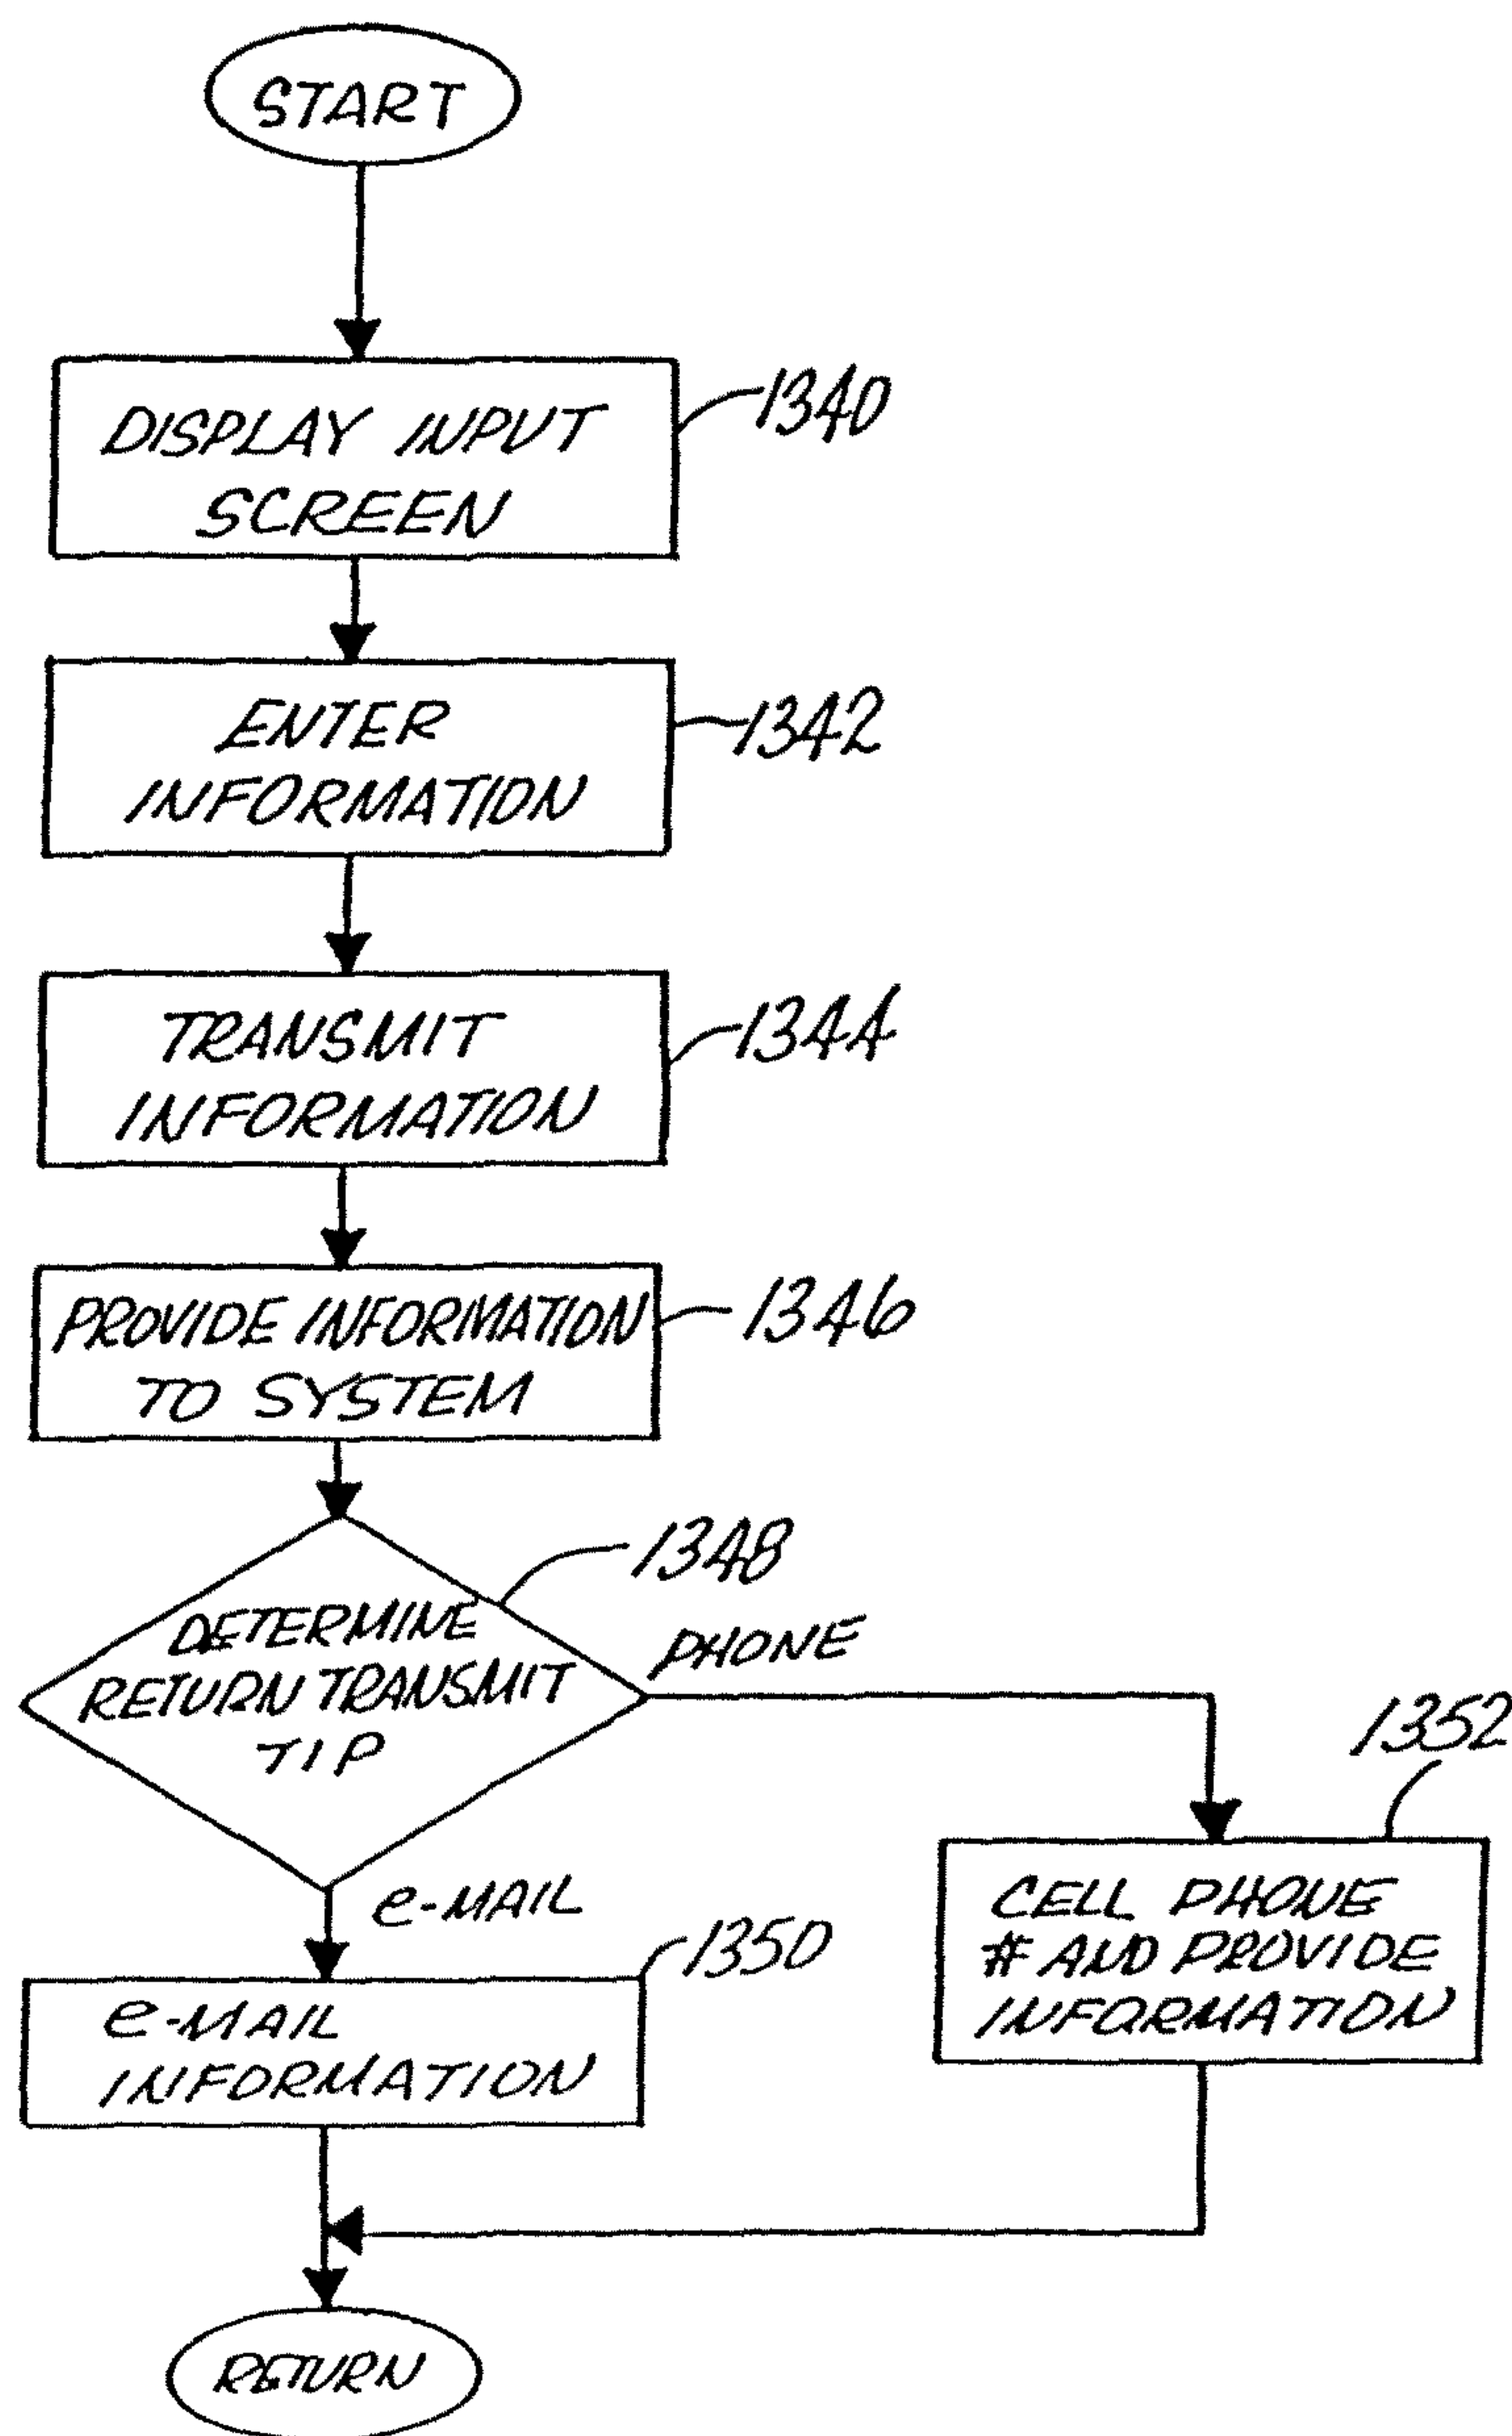 START
DISPLAY INPUT
SCREEN
1340
ENTER
INFORMATION
1342
TRANSMIT
INFORMATION
1344
PROVIDE INFORMATION
TO SYSTEM
1346
1348
DETERMINE
RETURN TRANSMIT
TIP
PHONE
1352
CELL PHONE
# AND PROVIDE
INFORMATION
e-MAIL
1350
e-MAIL
INFORMATION
RETURN